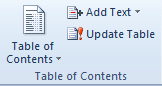 Table of
Contents
Add Text
Update Table
Table of Contents